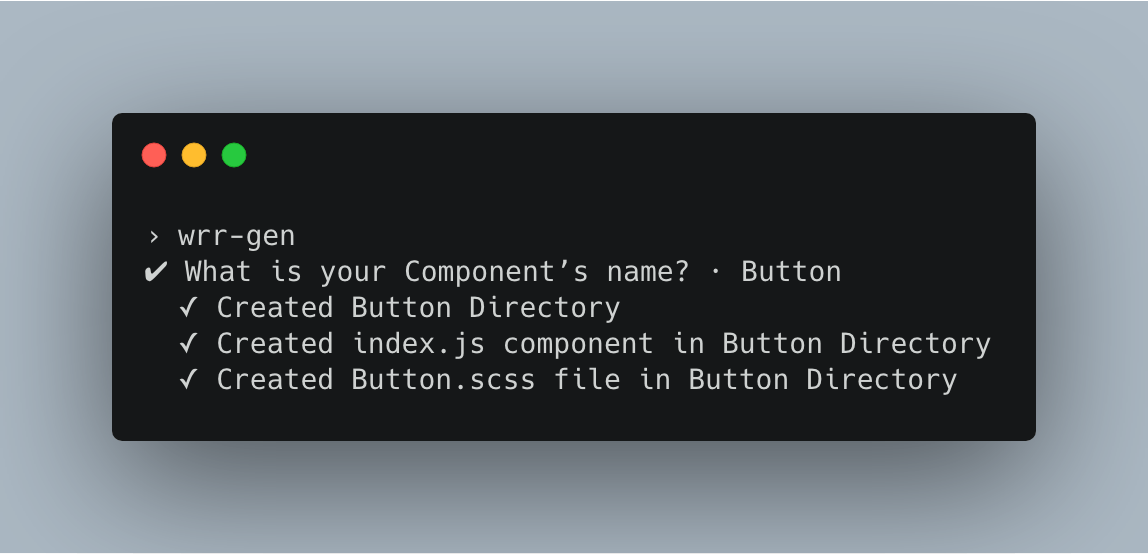 › wrr-gen
✔ What is your Component’s name? · Button
✓ Created Button Directory
✓ Created index.js component in Button Directory
✓ Created Button.scss file in Button Directory